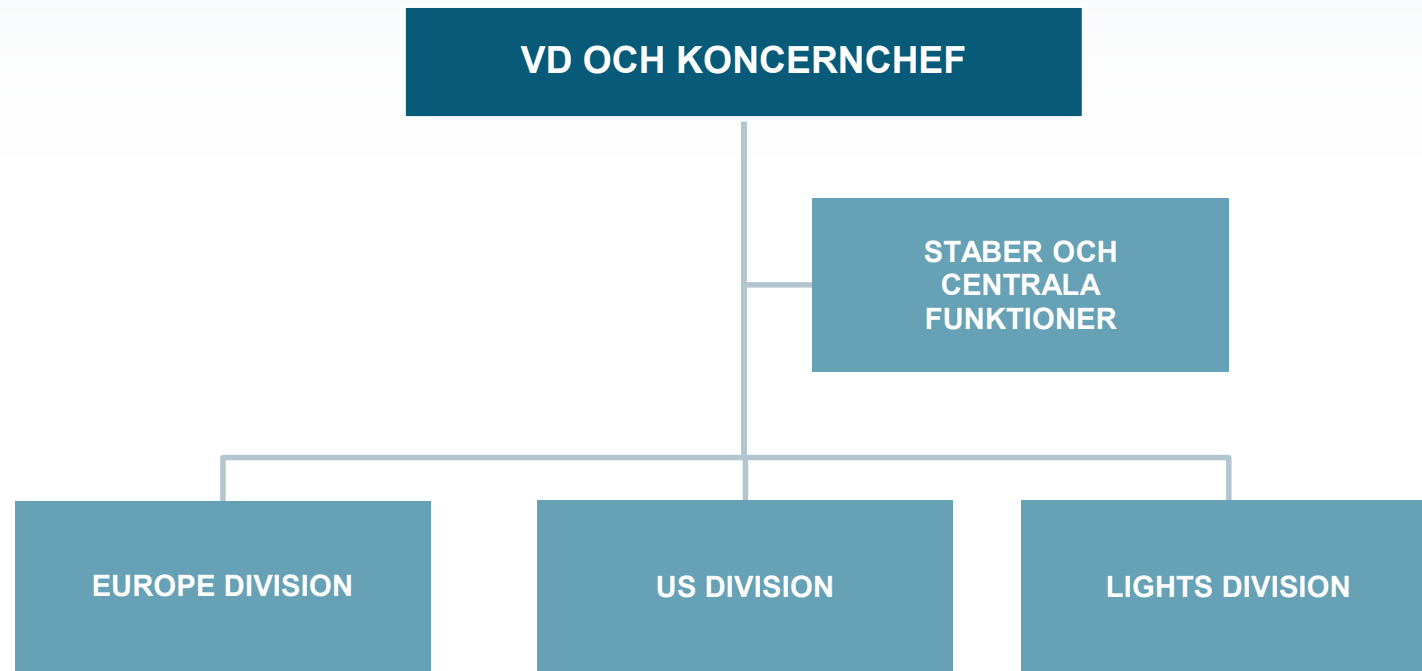 VD OCH KONCERNCHEF
STABER OCH
CENTRALA
FUNKTIONER
EUROPE DIVISION
US DIVISION
LIGHTS DIVISION